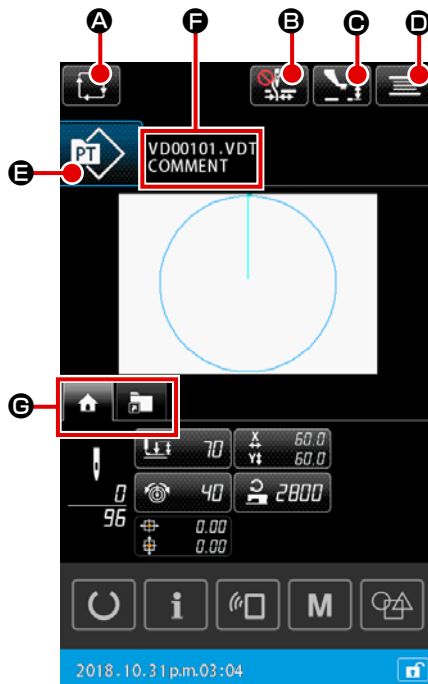 A
F
B
C
D
E
PT
VD00101.VDT
COMMENT
G
0
96
70
X 60.0
Y 60.0
40
2800
0.00
0.00
i
M
2018.10.31p.m.03:04